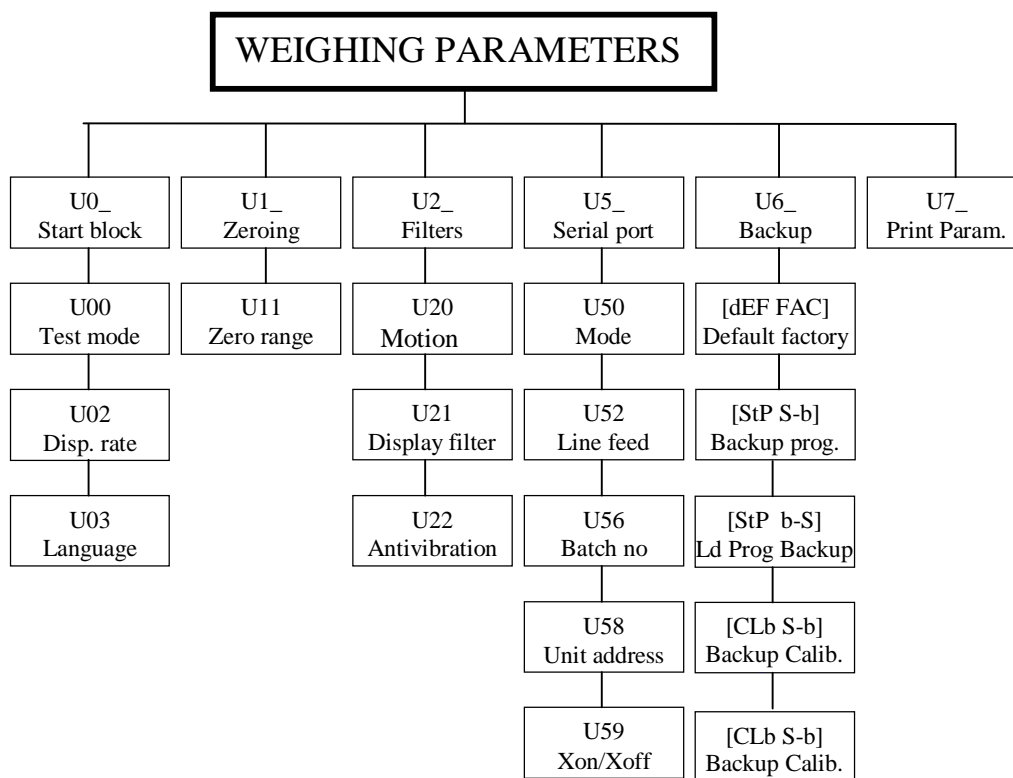 WEIGHING PARAMETERS
U0_
Start block
U00
Test mode
U02
Disp. rate
U03
Language
U1_
Zeroing
U11
Zero range
U2_
Filters
U20
Motion
U21
Display filter
U22
Antivibration
U5_
Serial port
U50
Mode
U52
Line feed
U56
Batch no
U58
Unit address
U59
Xon/Xoff
U6_
Backup
[dEF FAC]
Default factory
[StP S-b]
Backup prog.
[StP b-S]
Ld Prog Backup
[CLb S-b]
Backup Calib.
[CLb S-b]
Backup Calib.
U7_
Print Param.